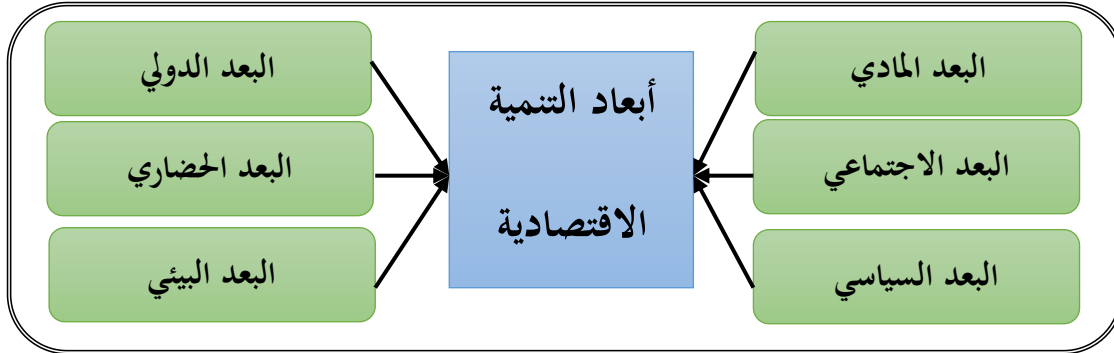 أبعاد التنمية
الاقتصادية
البعد المادي
البعد الاجتماعي
البعد السياسي
البعد الدولي
البعد الحضاري
البعد البيئي